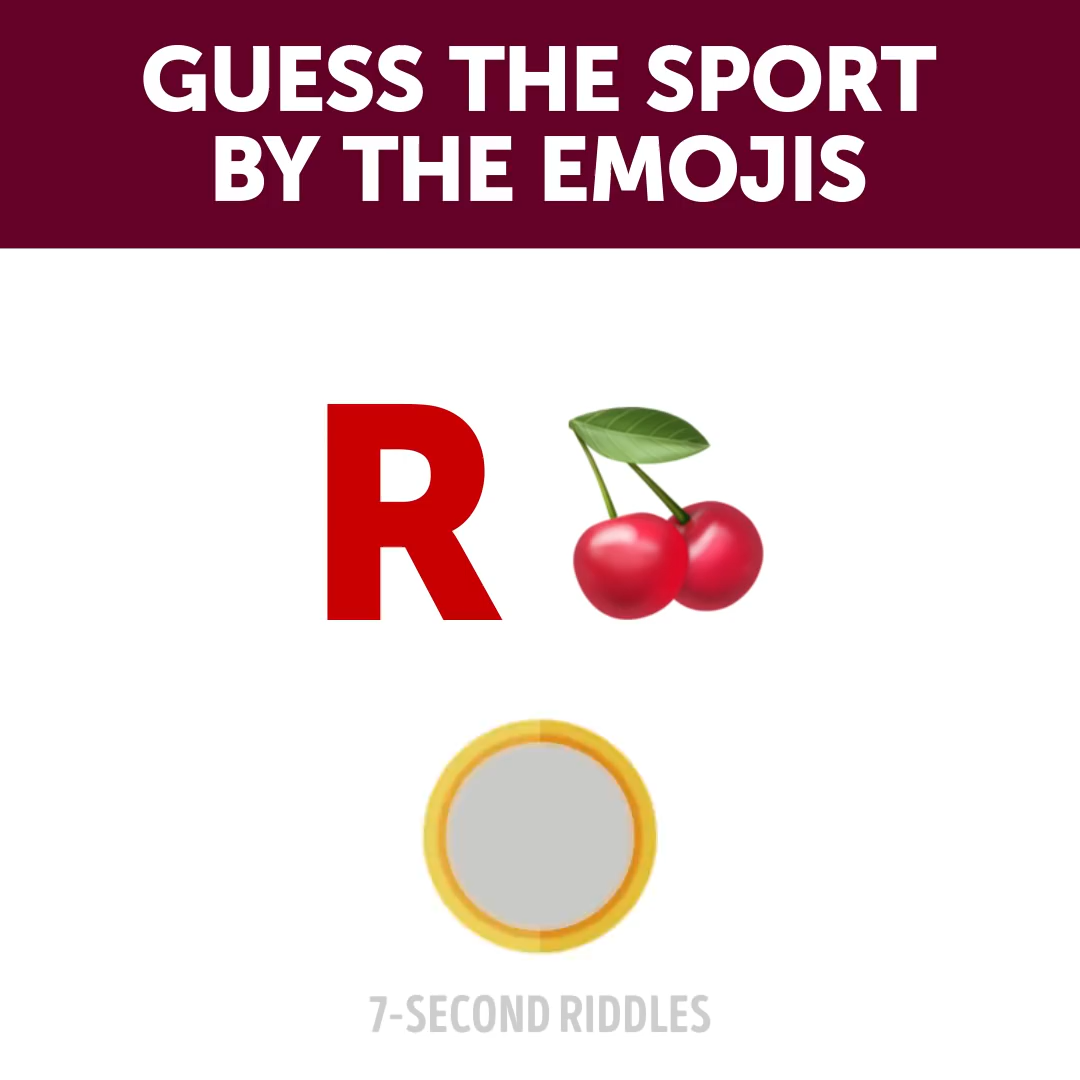 GUESS THE SPORT
BY THE EMOJIS
R
7-SECOND RIDDLES